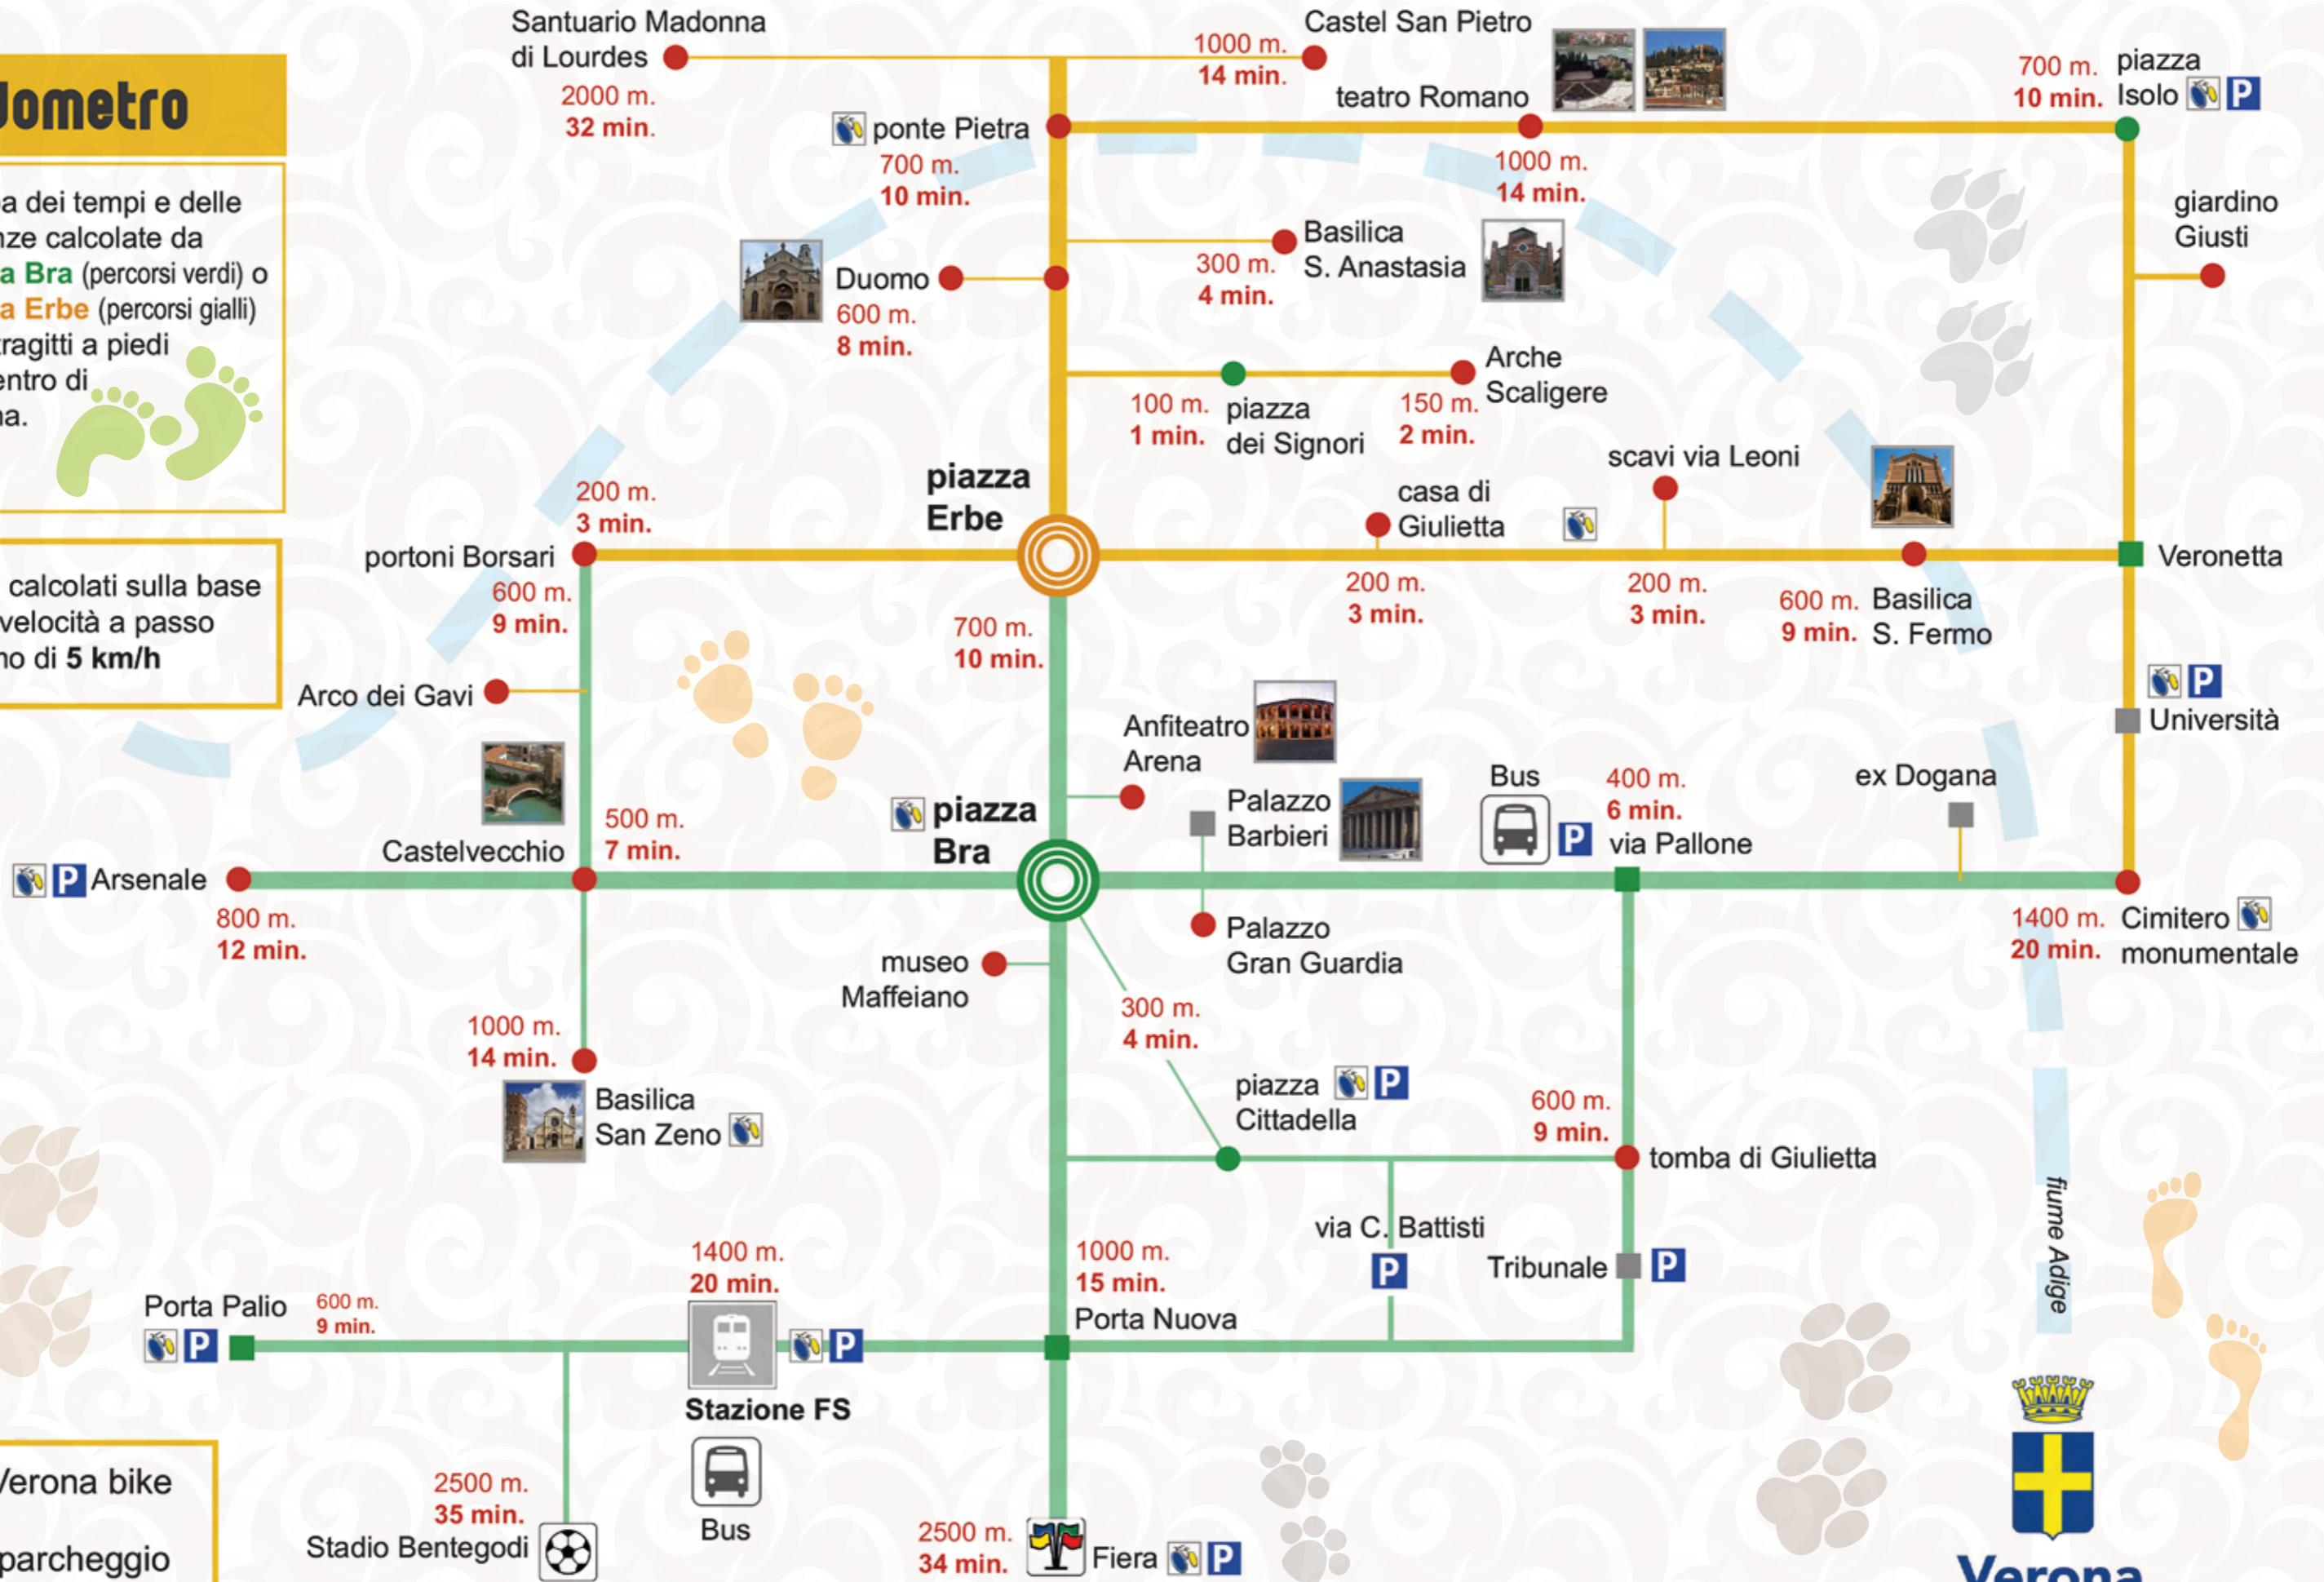 Santuario Madonna
di Lourdes
2000 m.
32 min.
1000 m.
14 min.
Castel San Pietro
teatro Romano
1000 m.
14 min.
700 m.
10 min.
piazza
Isolo
P
ponte Pietra
700 m.
10 min.
a dei tempi e delle
calcolate da
Bra (percorsi verdi) o
Erbe (percorsi gialli)
a piedi
di
giardino
Giusti
Basilica
S. Anastasia
300 m.
4 min.
Duomo
600 m.
8 min.
Arche
Scaligere
100 m.
1 min.
piazza
dei Signori
150 m.
2 min.
piazza
Erbe
200 m.
3 min.
portoni Borsari
600 m.
9 min.
casa di
Giulietta
200 m.
3 min.
scavi via Leoni
200 m.
3 min.
600 m.
9 min.
Basilica
S. Fermo
Veronetta
calcolati sulla base
velocità a passo
di 5 km/h
700 m.
10 min.
Arco dei Gavi
P
Università
Anfiteatro
Arena
Palazzo
Barbieri
Bus
P
400 m.
6 min.
via Pallone
ex Dogana
piazza
Bra
Castelvecchio
500 m.
7 min.
P Arsenale
800 m.
12 min.
1400 m.
20 min.
Cimitero
monumentale
Palazzo
Gran Guardia
museo
Maffeiano
300 m.
4 min.
1000 m.
14 min.
Basilica
San Zeno
piazza
Cittadella
P
600 m.
9 min.
tomba di Giulietta
via C. Battisti
P
Tribunale
P
fiume Adige
1400 m.
20 min.
P
Stazione FS
Bus
1000 m.
15 min.
Porta Nuova
Porta Palio
P
600 m.
9 min.
2500 m.
35 min.
Stadio Bentegodi
2500 m.
34 min.
Fiera
P
Verona bike
parcheggio
Verona